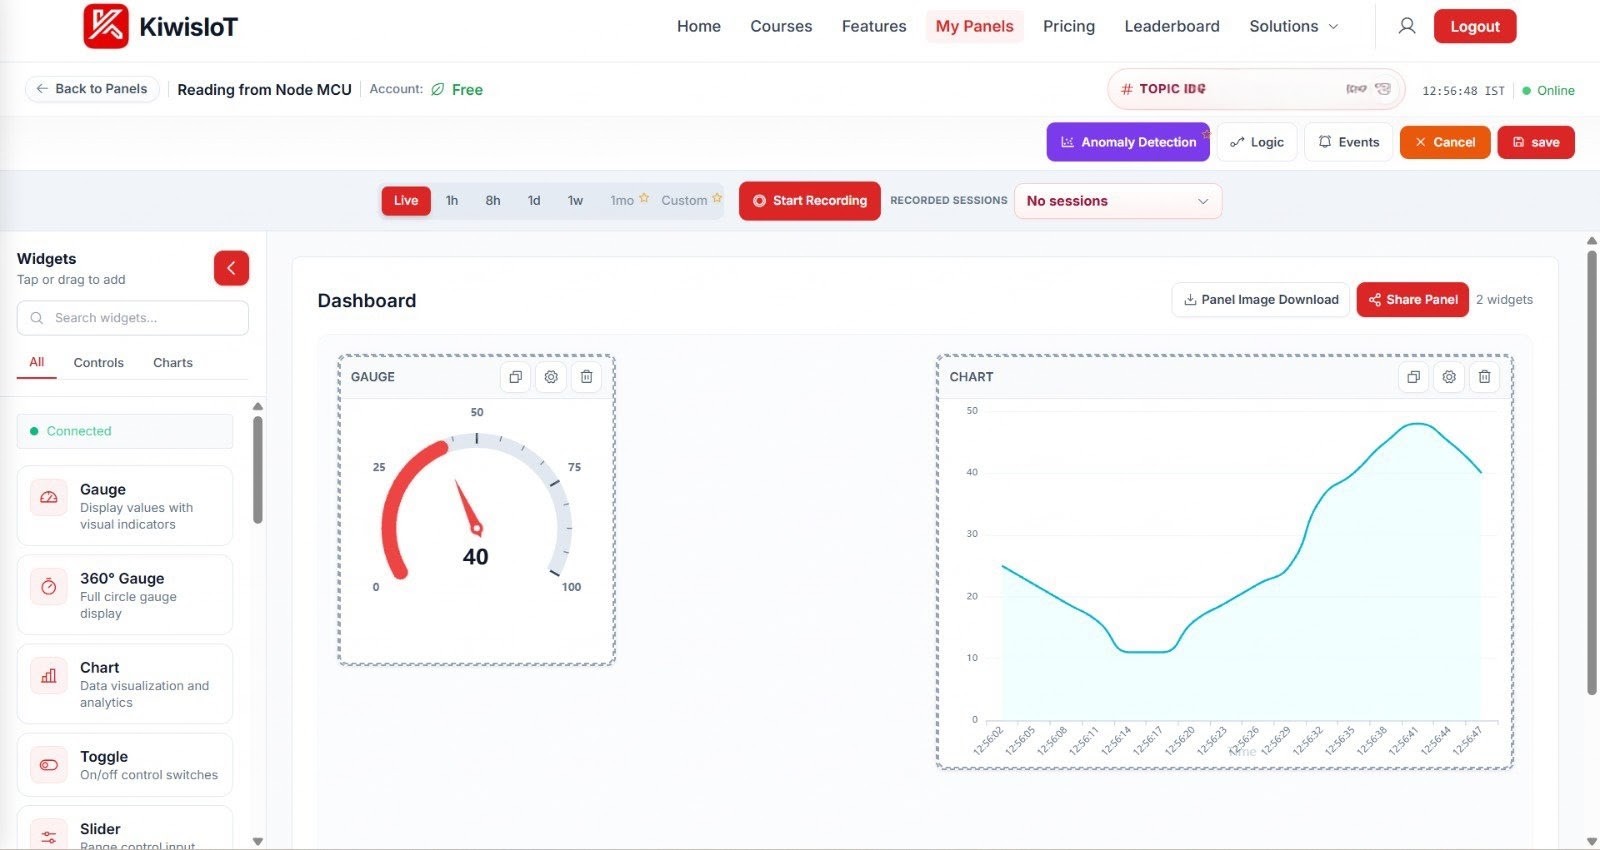 KiwisIoT
Home Courses Features My Panels Pricing Leaderboard Solutions Logout
Back to Panels Reading from Node MCU Account: Free
# TOPIC 12:56:48 IST Online
Anomaly Detection Logic Events Cancel save
Live 1h 8h 1d 1w 1mo Custom Start Recording RECORDED SESSIONS No sessions
Widgets
Tap or drag to add
Search widgets...
All Controls Charts
Connected
Gauge
Display values with
visual indicators
360° Gauge
Full circle gauge
display
Chart
Data visualization and
analytics
Toggle
On/off control switches
Slider
Range control input
Dashboard
Panel Image Download Share Panel 2 widgets
GAUGE
50
25 75
40
0 100
CHART
50
40
30
20
10
0
12:56:02 12:56:05 12:56:08 12:56:11 12:56:14 12:56:17 12:56:20 12:56:23 12:56:26 12:56:29 12:56:32 12:56:35 12:56:38 12:56:41 12:56:44 12:56:47
Time